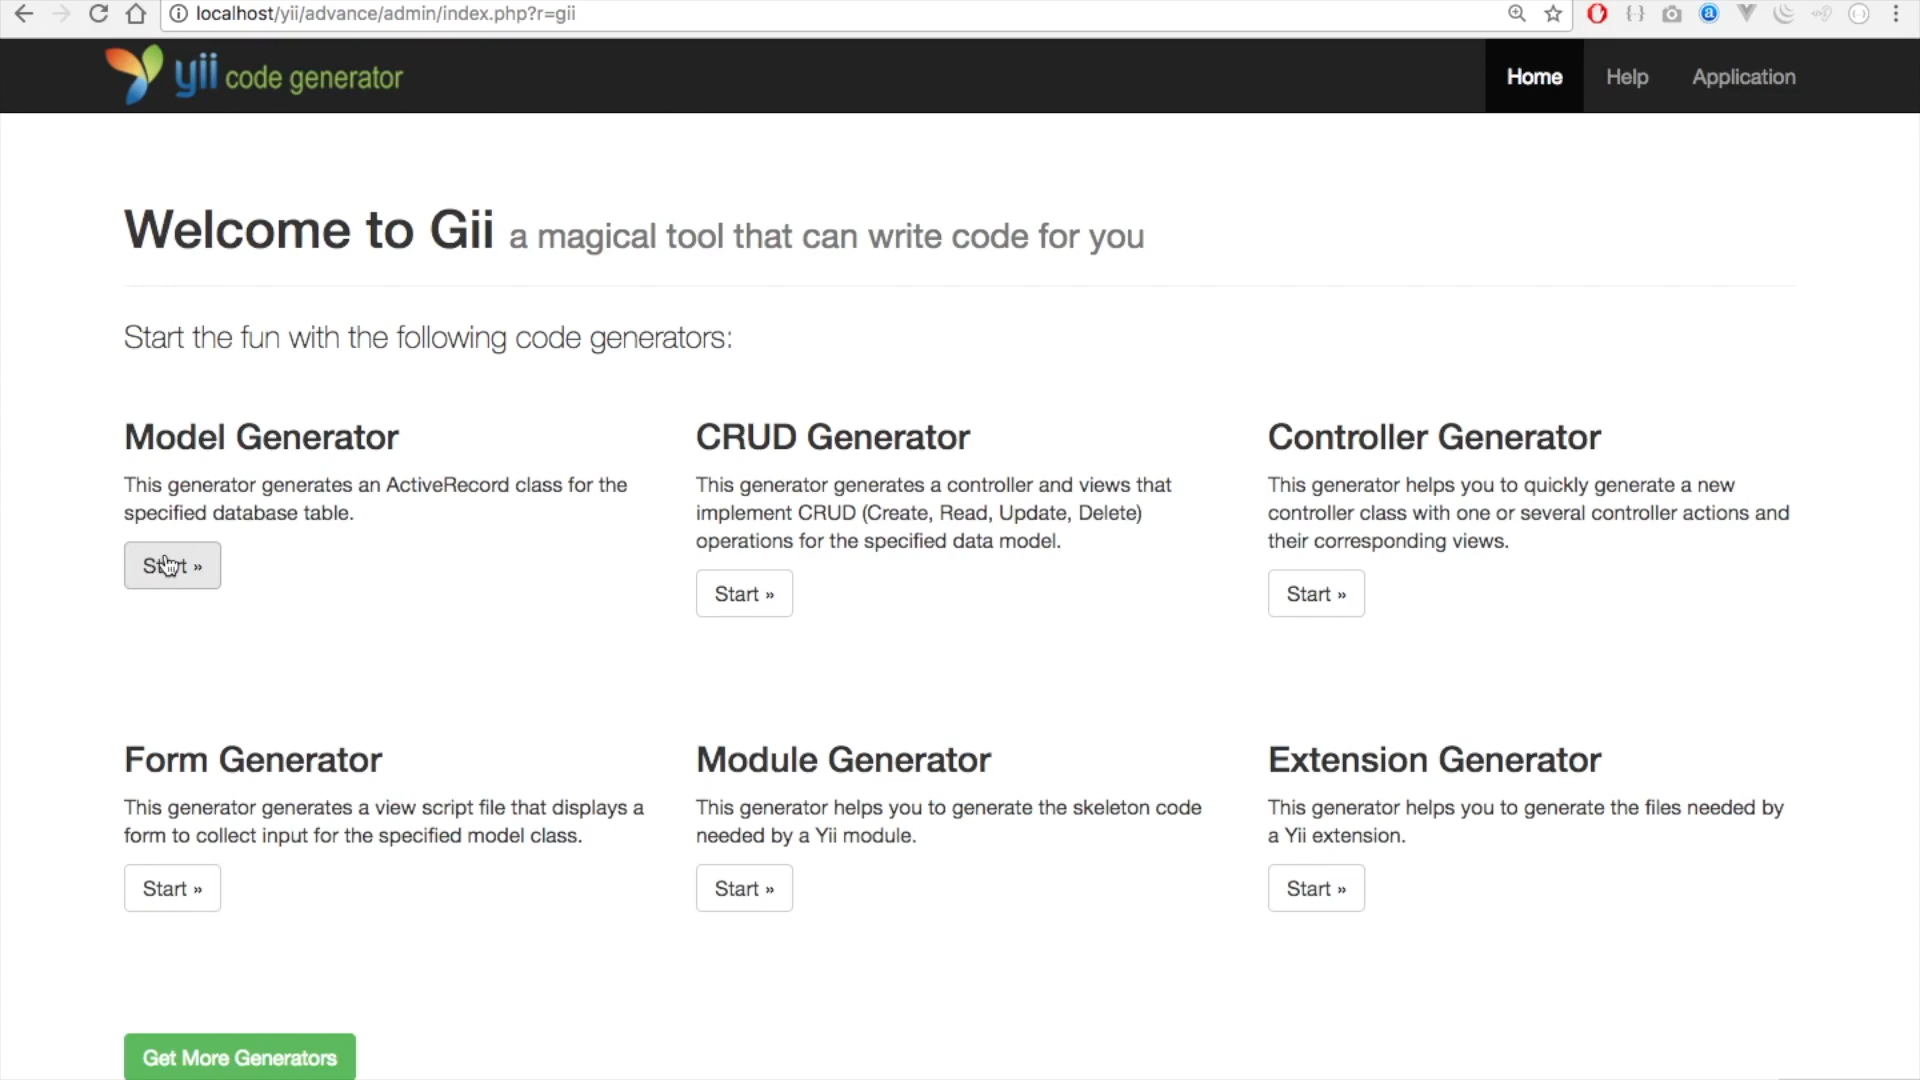 localhost/yii/advance/admin/index.php?r=gii
yii code generator
Home Help Application
Welcome to Gii a magical tool that can write code for you
Start the fun with the following code generators:
Model Generator
This generator generates an ActiveRecord class for the
specified database table.
Start »
CRUD Generator
This generator generates a controller and views that
implement CRUD (Create, Read, Update, Delete)
operations for the specified data model.
Start »
Controller Generator
This generator helps you to quickly generate a new
controller class with one or several controller actions and
their corresponding views.
Start »
Form Generator
This generator generates a view script file that displays a
form to collect input for the specified model class.
Start »
Module Generator
This generator helps you to generate the skeleton code
needed by a Yii module.
Start »
Extension Generator
This generator helps you to generate the files needed by
a Yii extension.
Start »
Get More Generators